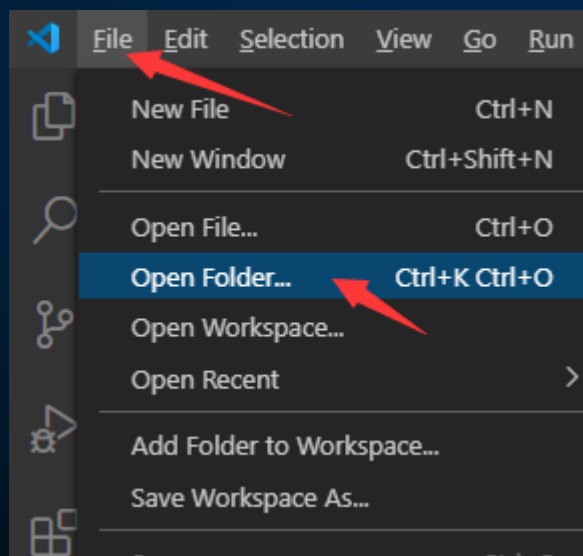 File Edit Selection View Go Run
New File Ctrl+N
New Window Ctrl+Shift+N
Open File... Ctrl+O
Open Folder... Ctrl+K Ctrl+O
Open Workspace...
Open Recent
Add Folder to Workspace...
Save Workspace As...